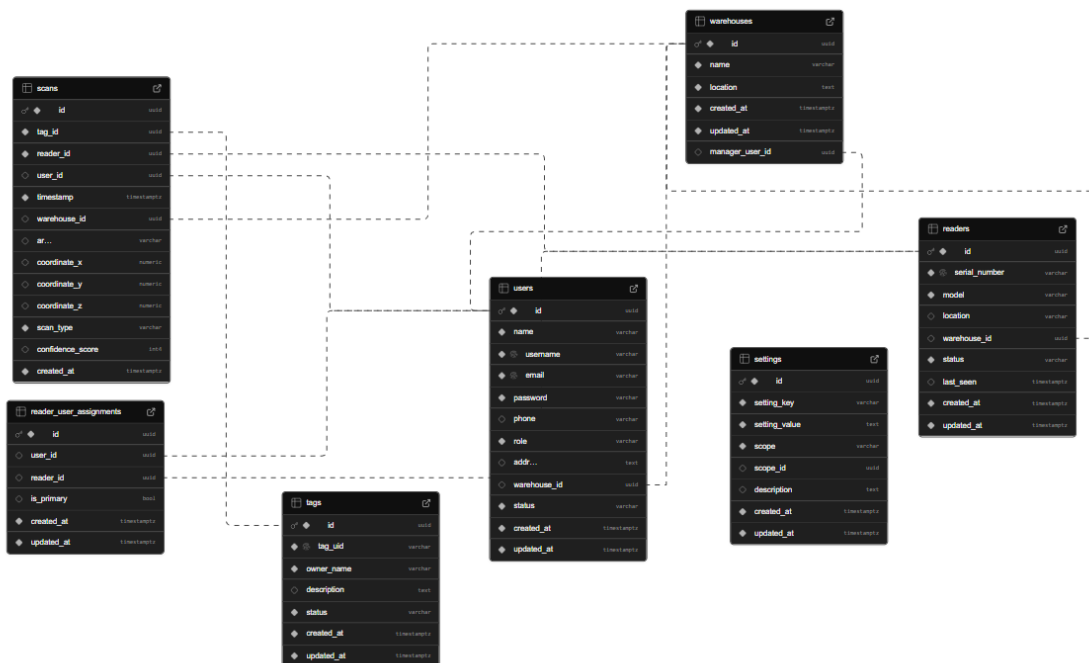 warehouses
id uuid
name varchar
location text
created_at timestamptz
updated_at timestamptz
manager_user_id uuid
scans
id uuid
tag_id uuid
reader_id uuid
user_id uuid
timestamp timestamptz
warehouse_id uuid
ar... varchar
coordinate_x numeric
coordinate_y numeric
coordinate_z numeric
scan_type varchar
confidence_score int4
created_at timestamptz
readers
id uuid
serial_number varchar
model varchar
location varchar
warehouse_id uuid
status varchar
last_seen timestamptz
created_at timestamptz
updated_at timestamptz
users
id uuid
name varchar
username varchar
email varchar
password varchar
phone varchar
role varchar
addr... text
warehouse_id uuid
status varchar
created_at timestamptz
updated_at timestamptz
settings
id uuid
setting_key varchar
setting_value text
scope varchar
scope_id uuid
description text
created_at timestamptz
updated_at timestamptz
reader_user_assignments
id uuid
user_id uuid
reader_id uuid
is_primary bool
created_at timestamptz
updated_at timestamptz
tags
id uuid
tag_uid varchar
owner_name varchar
description text
status varchar
created_at timestamptz
updated_at timestamptz